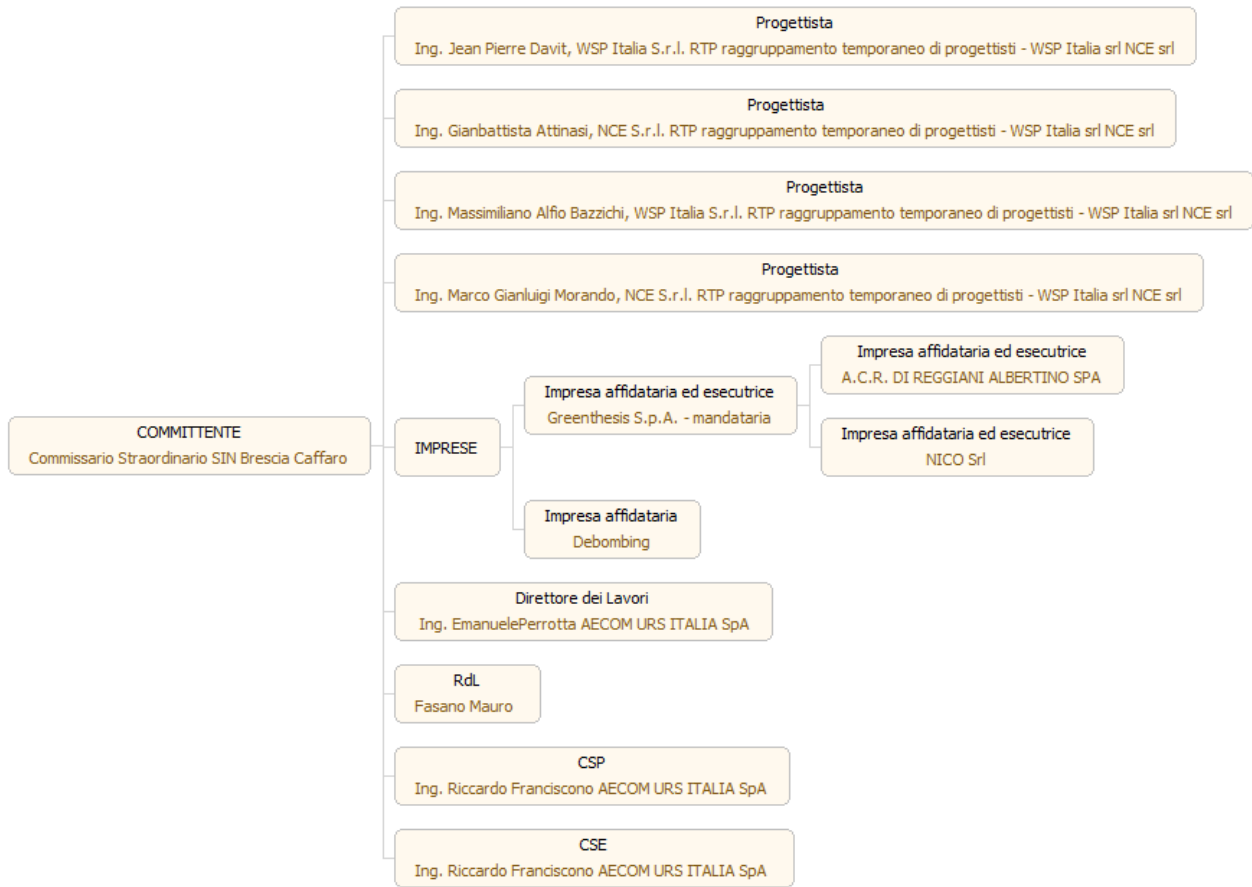 Progettista
Ing. Jean Pierre Davit, WSP Italia S.r.l. RTP raggruppamento temporaneo di progettisti - WSP Italia srl NCE srl
Progettista
Ing. Gianbattista Attinasi, NCE S.r.l. RTP raggruppamento temporaneo di progettisti - WSP Italia srl NCE srl
Progettista
Ing. Massimiliano Alfio Bazzichi, WSP Italia S.r.l. RTP raggruppamento temporaneo di progettisti - WSP Italia srl NCE srl
Progettista
Ing. Marco Gianluigi Morando, NCE S.r.l. RTP raggruppamento temporaneo di progettisti - WSP Italia srl NCE srl
COMMITTENTE
Commissario Straordinario SIN Brescia Caffaro
IMPRESE
Impresa affidataria ed esecutrice
Greenthesis S.p.A. - mandataria
Impresa affidataria ed esecutrice
A.C.R. DI REGGIANI ALBERTINO SPA
Impresa affidataria ed esecutrice
NICO Srl
Impresa affidataria
Debombing
Direttore dei Lavori
Ing. EmanuelePerrotta AECOM URS ITALIA SpA
RdL
Fasano Mauro
CSP
Ing. Riccardo Franciscono AECOM URS ITALIA SpA
CSE
Ing. Riccardo Franciscono AECOM URS ITALIA SpA